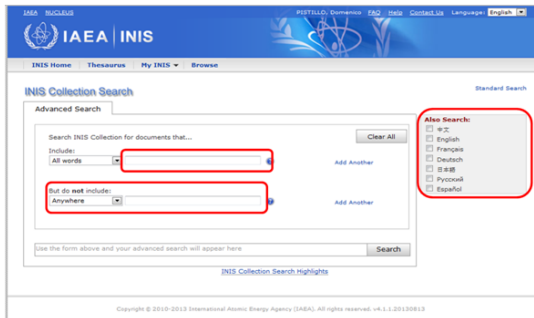 IAEA NUCLEUS
PISTILLO, Domenico FAQ Help Contact Us Language: English
IAEA INIS
INIS Home Thesaurus My INIS Browse
INIS Collection Search
Standard Search
Advanced Search
Search INIS Collection for documents that...
Clear All
Include:
All words
Add Another
But do not include:
Anywhere
Add Another
Use the form above and your advanced search will appear here
Search
INIS Collection Search Highlights
Also Search:
中文
English
Français
Deutsch
日本語
Русский
Español
Copyright © 2010-2013 International Atomic Energy Agency (IAEA). All rights reserved. v4.1.1.20130813